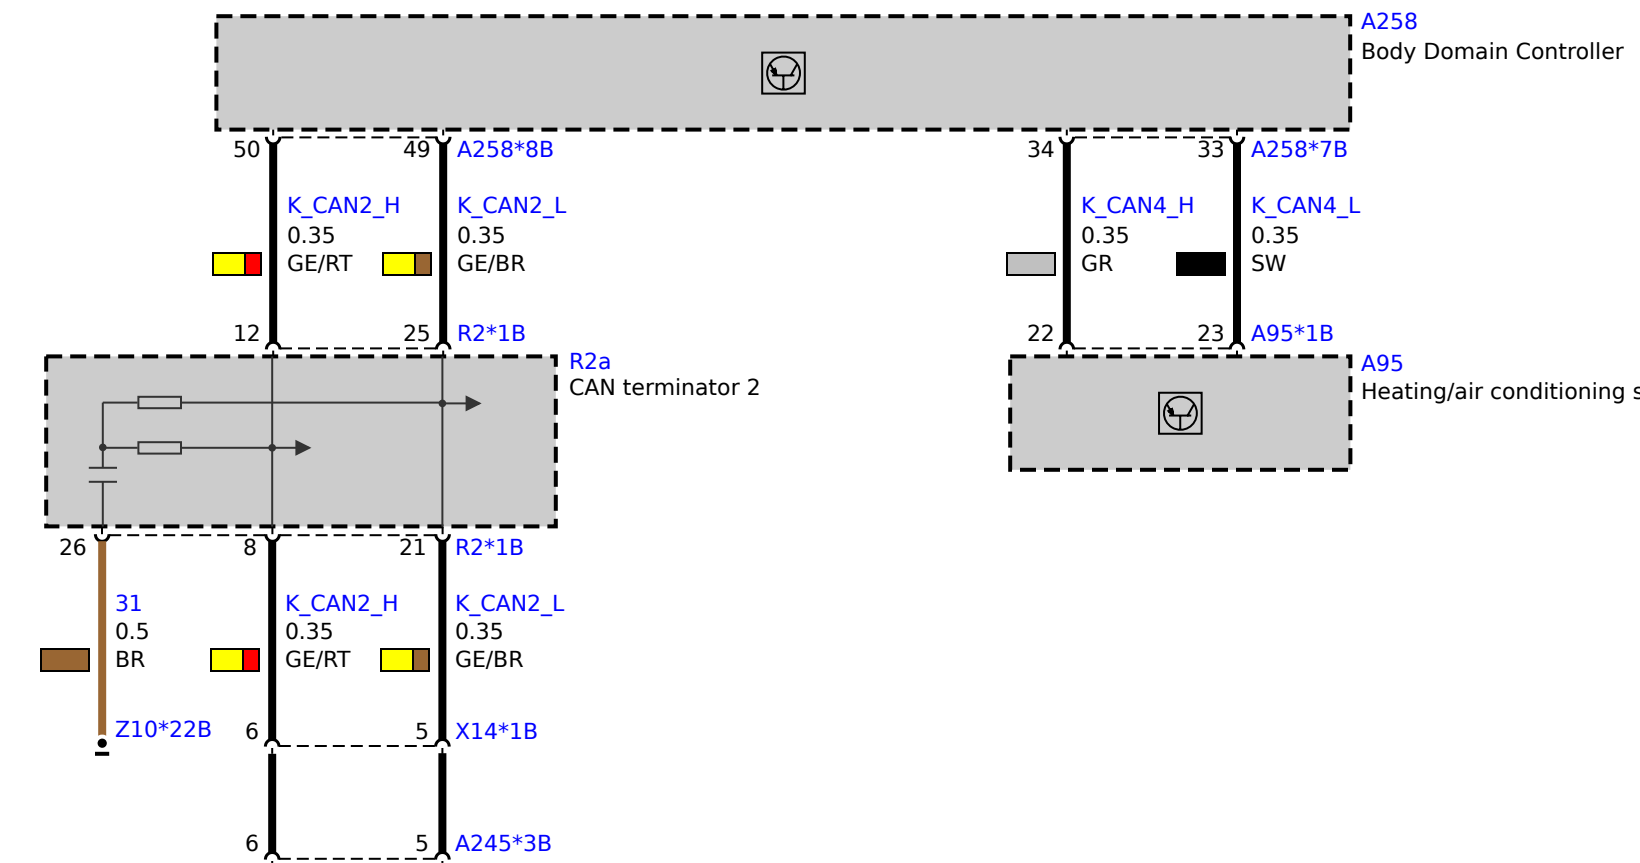 A258
Body Domain Controller
50 49 A258*8B 34 33 A258*7B
K_CAN2_H K_CAN2_L K_CAN4_H K_CAN4_L
0.35 0.35 0.35 0.35
GE/RT GE/BR GR SW
12 25 R2*1B 22 23 A95*1B
R2a A95
CAN terminator 2 Heating/air conditioning s
26 8 21 R2*1B
31 K_CAN2_H K_CAN2_L
0.5 0.35 0.35
BR GE/RT GE/BR
Z10*22B 6 5 X14*1B
6 5 A245*3B